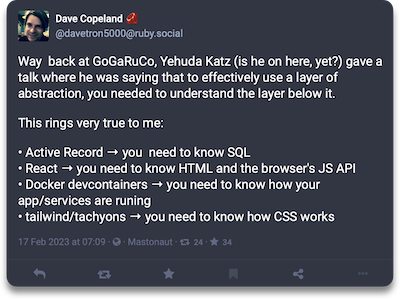 Dave Copeland
@davetron5000@ruby.social
Way back at GoGaRuCo, Yehuda Katz (is he on here, yet?) gave a
talk where he was saying that to effectively use a layer of
abstraction, you needed to understand the layer below it.
This rings very true to me:
• Active Record → you need to know SQL
• React → you need to know HTML and the browser's JS API
• Docker devcontainers → you need to know how your
app/services are runing
• tailwind/tachyons → you need to know how CSS works
17 Feb 2023 at 07:09 · Mastonaut · 24 · 34